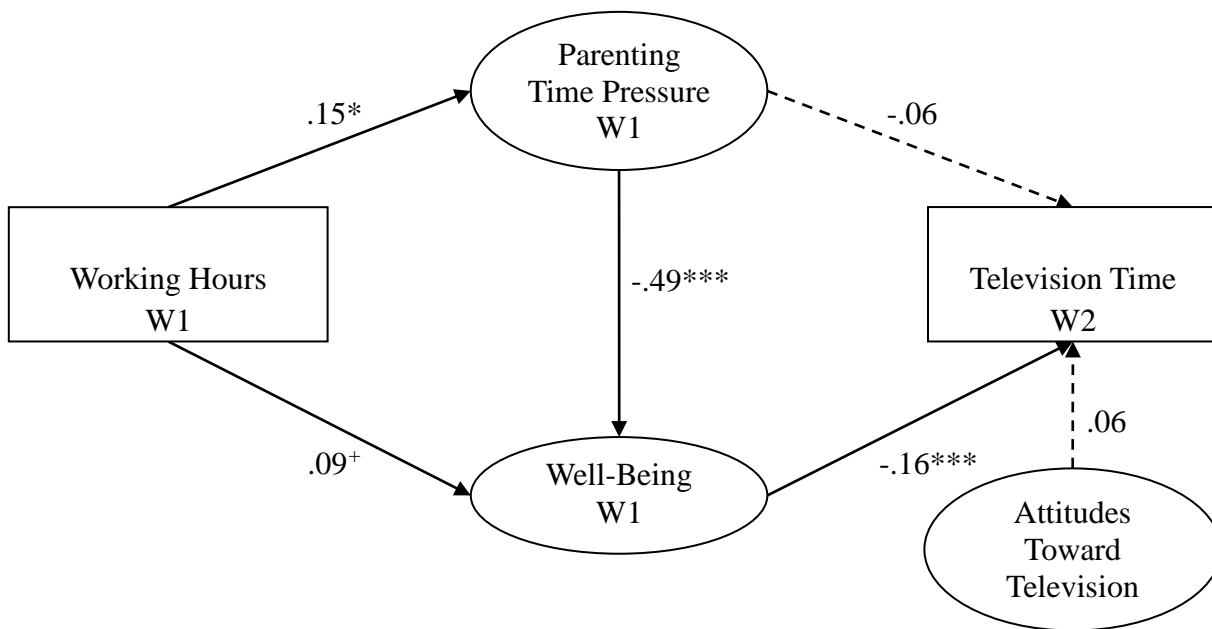 Parenting
Time Pressure
W1
.15*
-.06
Working Hours
W1
-.49***
Television Time
W2
.09⁺
Well-Being
W1
-.16***
.06
Attitudes
Toward
Television